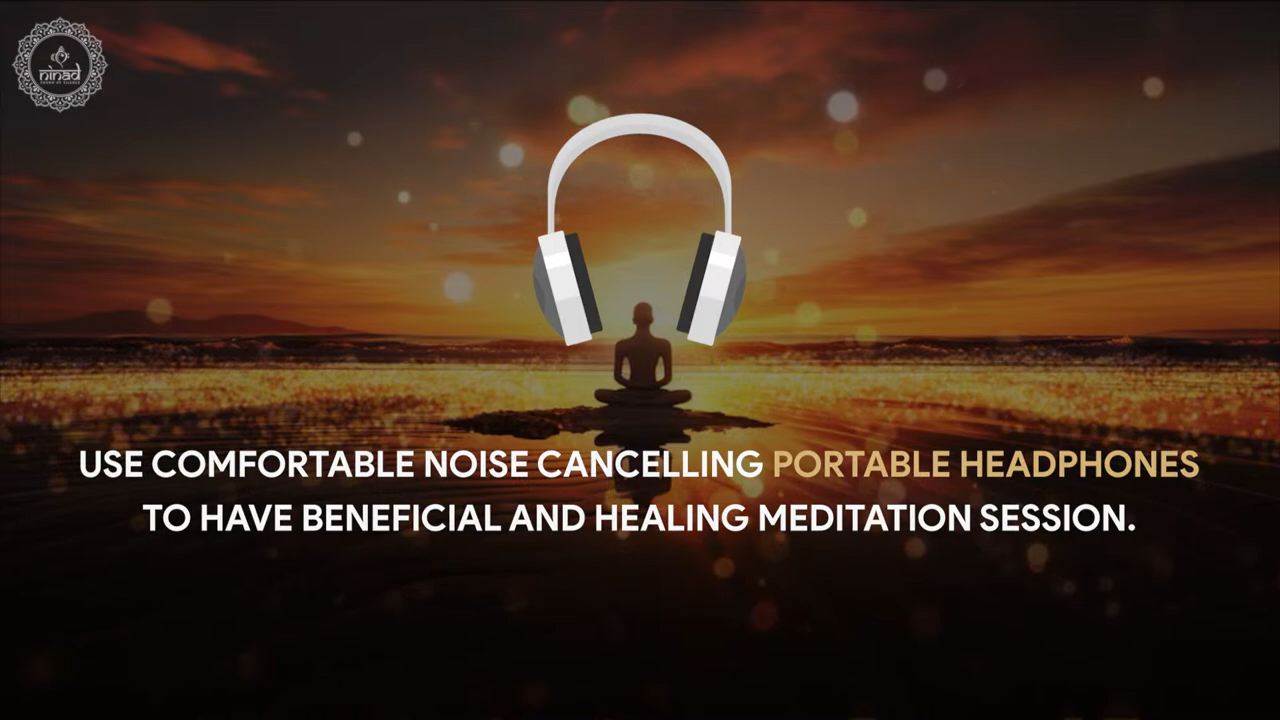 ninad
USE COMFORTABLE NOISE CANCELLING PORTABLE HEADPHONES
TO HAVE BENEFICIAL AND HEALING MEDITATION SESSION.